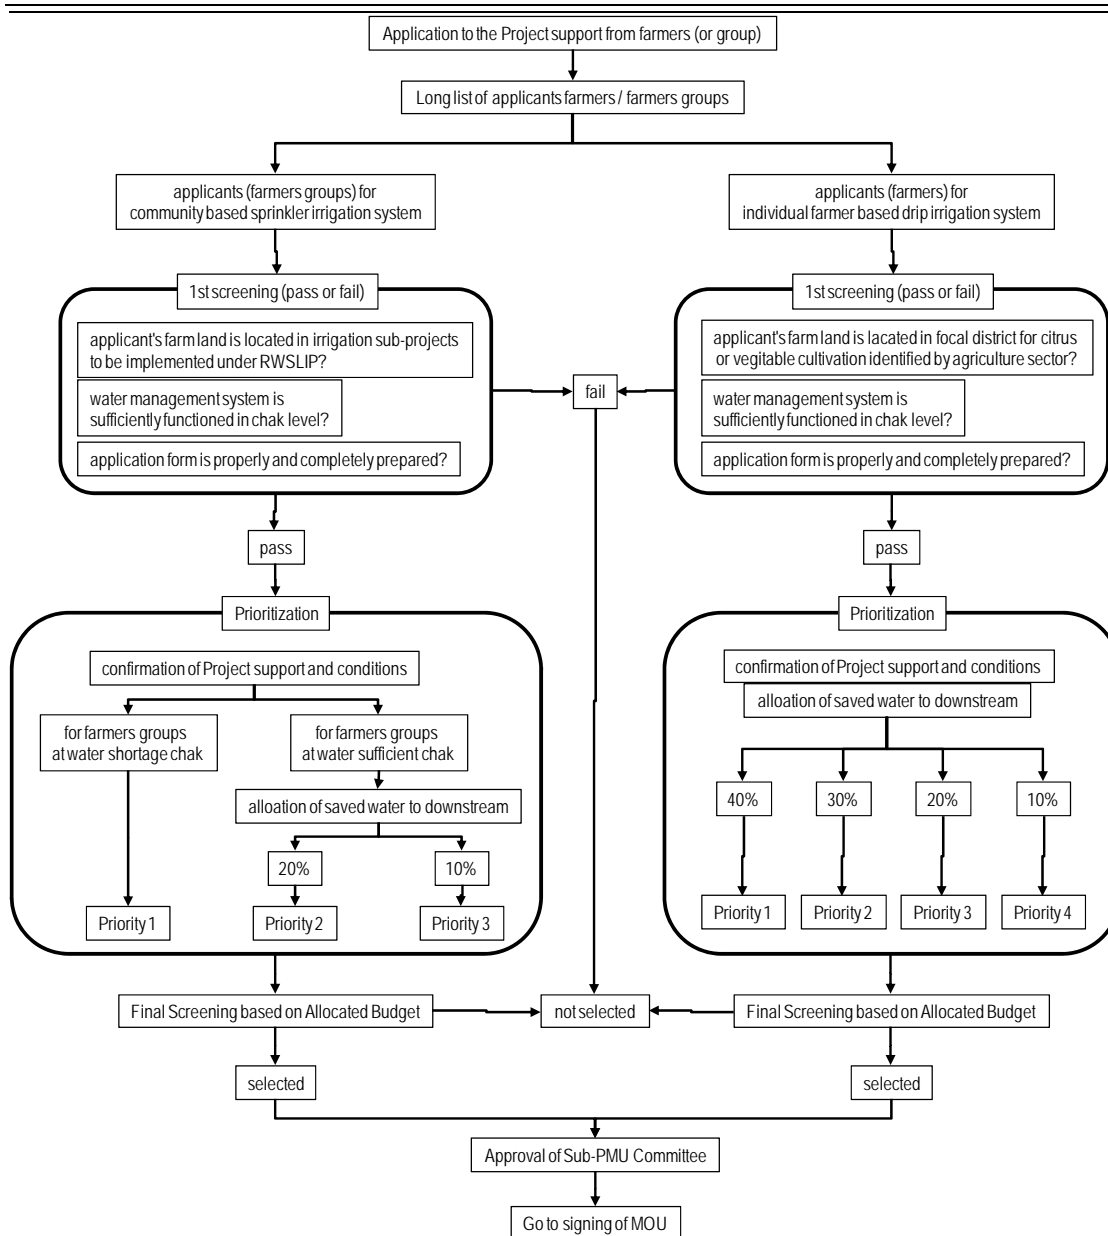 Application to the Project support from farmers (or group)
Long list of applicants farmers / farmers groups
applicants (farmers groups) for
community based sprinkler irrigation system
applicants (farmers) for
individual farmer based drip irrigation system
1st screening (pass or fail)
applicant's farm land is located in irrigation sub-projects
to be implemented under RWSLIP?
water management system is
sufficiently functioned in chak level?
application form is properly and completely prepared?
fail
1st screening (pass or fail)
applicant's farm land is lacated in focal district for citrus
or vegitable cultivation identified by agriculture sector?
water management system is
sufficiently functioned in chak level?
application form is properly and completely prepared?
pass
pass
Prioritization
confirmation of Project support and conditions
for farmers groups
at water shortage chak
for farmers groups
at water sufficient chak
alloation of saved water to downstream
20%
10%
Priority 1
Priority 2
Priority 3
Prioritization
confirmation of Project support and conditions
alloation of saved water to downstream
40%
30%
20%
10%
Priority 1
Priority 2
Priority 3
Priority 4
Final Screening based on Allocated Budget
not selected
Final Screening based on Allocated Budget
selected
selected
Approval of Sub-PMU Committee
Go to signing of MOU